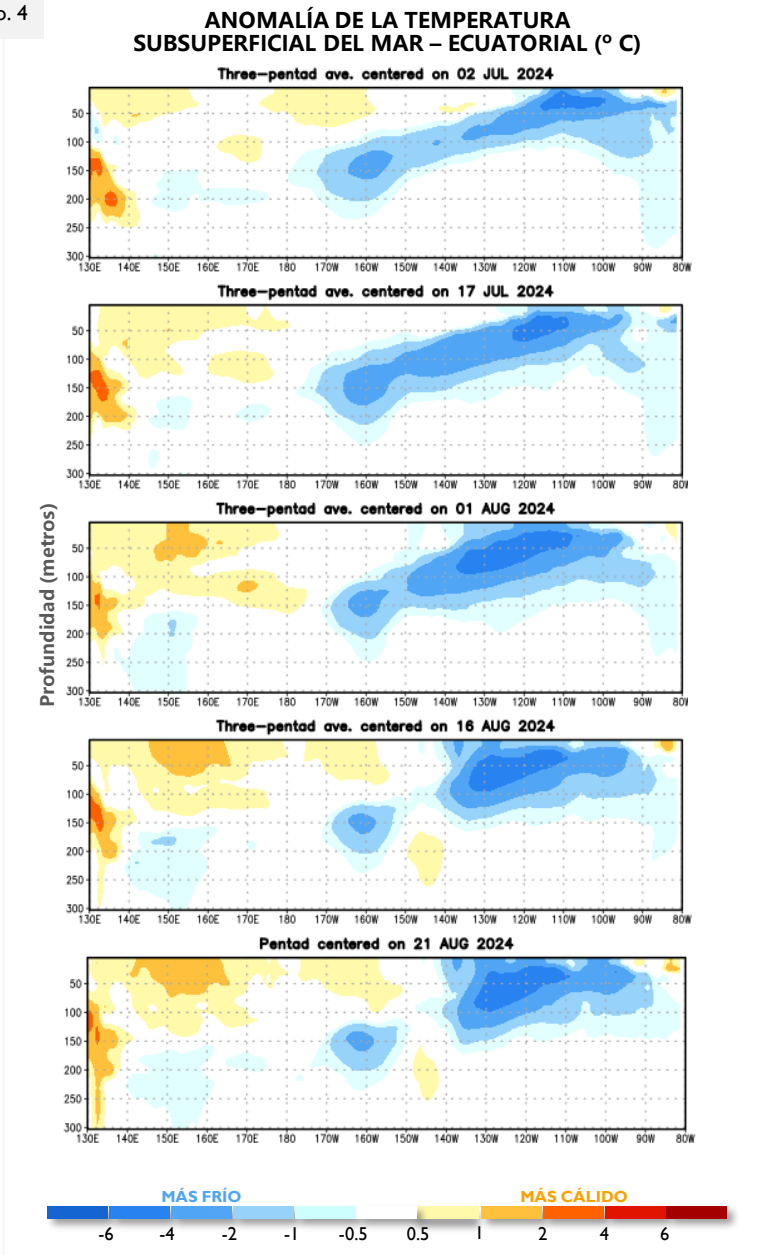 o. 4
ANOMALÍA DE LA TEMPERATURA
SUBSUPERFICIAL DEL MAR – ECUATORIAL (º C)
Three-pentad ave. centered on 02 JUL 2024
50
100
150
200
250
300
130E 140E 150E 160E 170E 180 170W 160W 150W 140W 130W 120W 110W 100W 90W 80W
Three-pentad ave. centered on 17 JUL 2024
50
100
150
200
250
300
130E 140E 150E 160E 170E 180 170W 160W 150W 140W 130W 120W 110W 100W 90W 80W
Three-pentad ave. centered on 01 AUG 2024
Profundidad (metros)
50
100
150
200
250
300
130E 140E 150E 160E 170E 180 170W 160W 150W 140W 130W 120W 110W 100W 90W 80W
Three-pentad ave. centered on 16 AUG 2024
50
100
150
200
250
300
130E 140E 150E 160E 170E 180 170W 160W 150W 140W 130W 120W 110W 100W 90W 80W
Pentad centered on 21 AUG 2024
50
100
150
200
250
300
130E 140E 150E 160E 170E 180 170W 160W 150W 140W 130W 120W 110W 100W 90W 80W
MÁS FRÍO MÁS CÁLIDO
-6 -4 -2 -1 -0.5 0.5 1 2 4 6